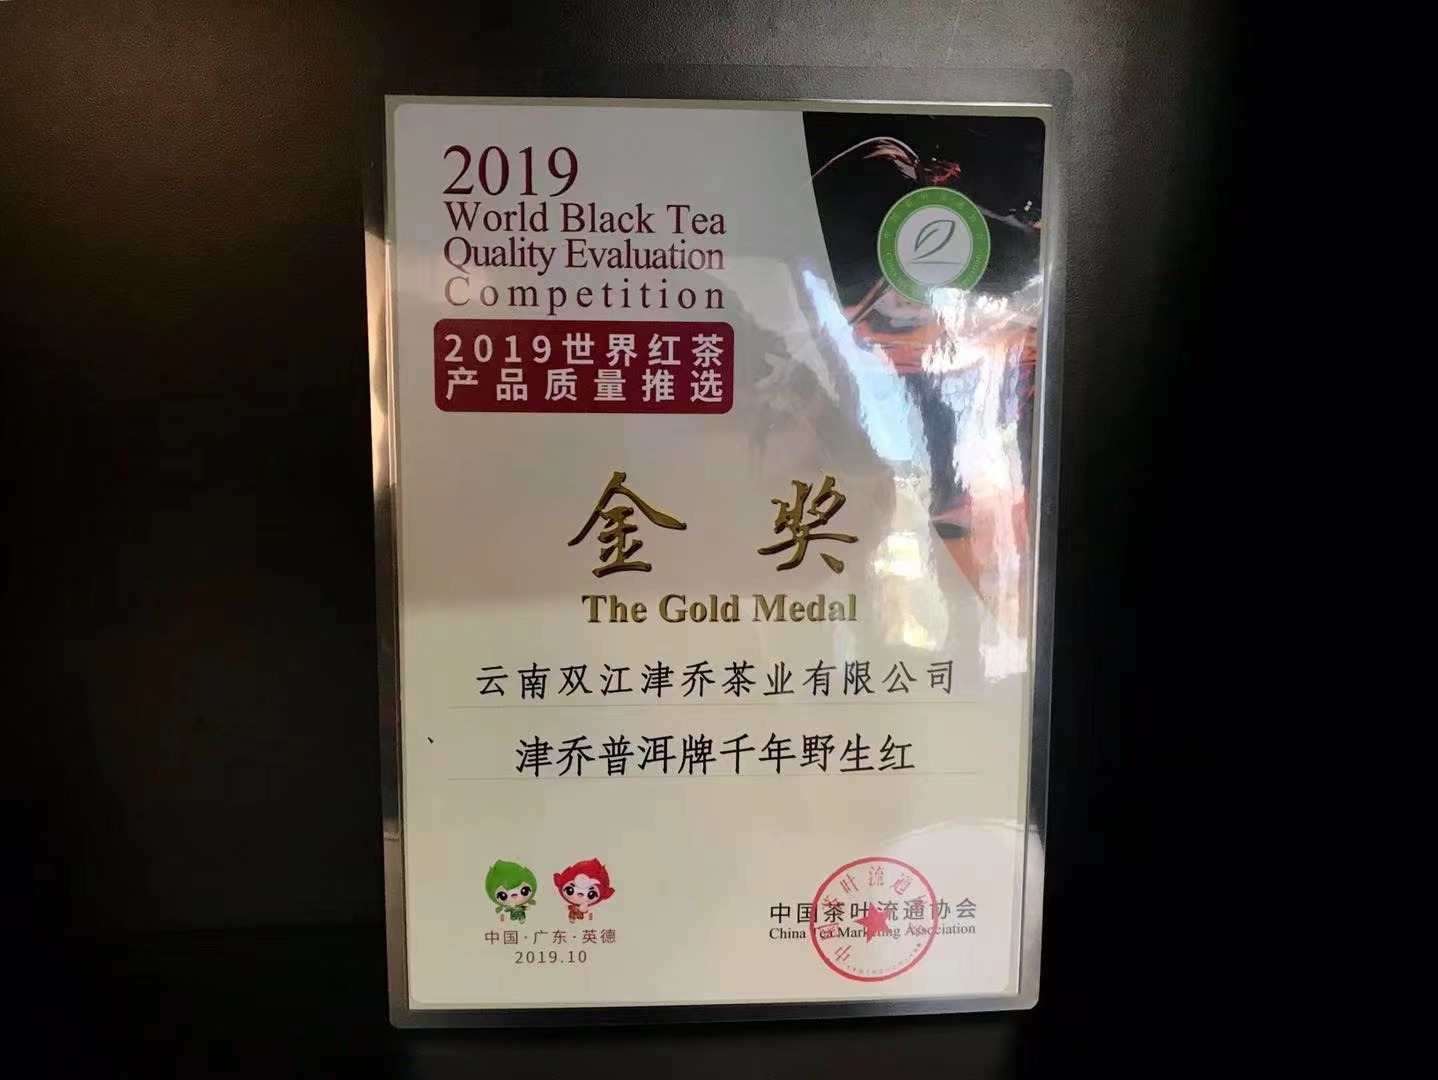 2019
World Black Tea
Quality Evaluation
Competition
2019世界红茶
产品质量推选
金奖
The Gold Medal
云南双江津乔茶业有限公司
津乔普洱牌千年野生红
中国·广东·英德
2019.10
中国茶叶流通协会
China Tea Marketing Association